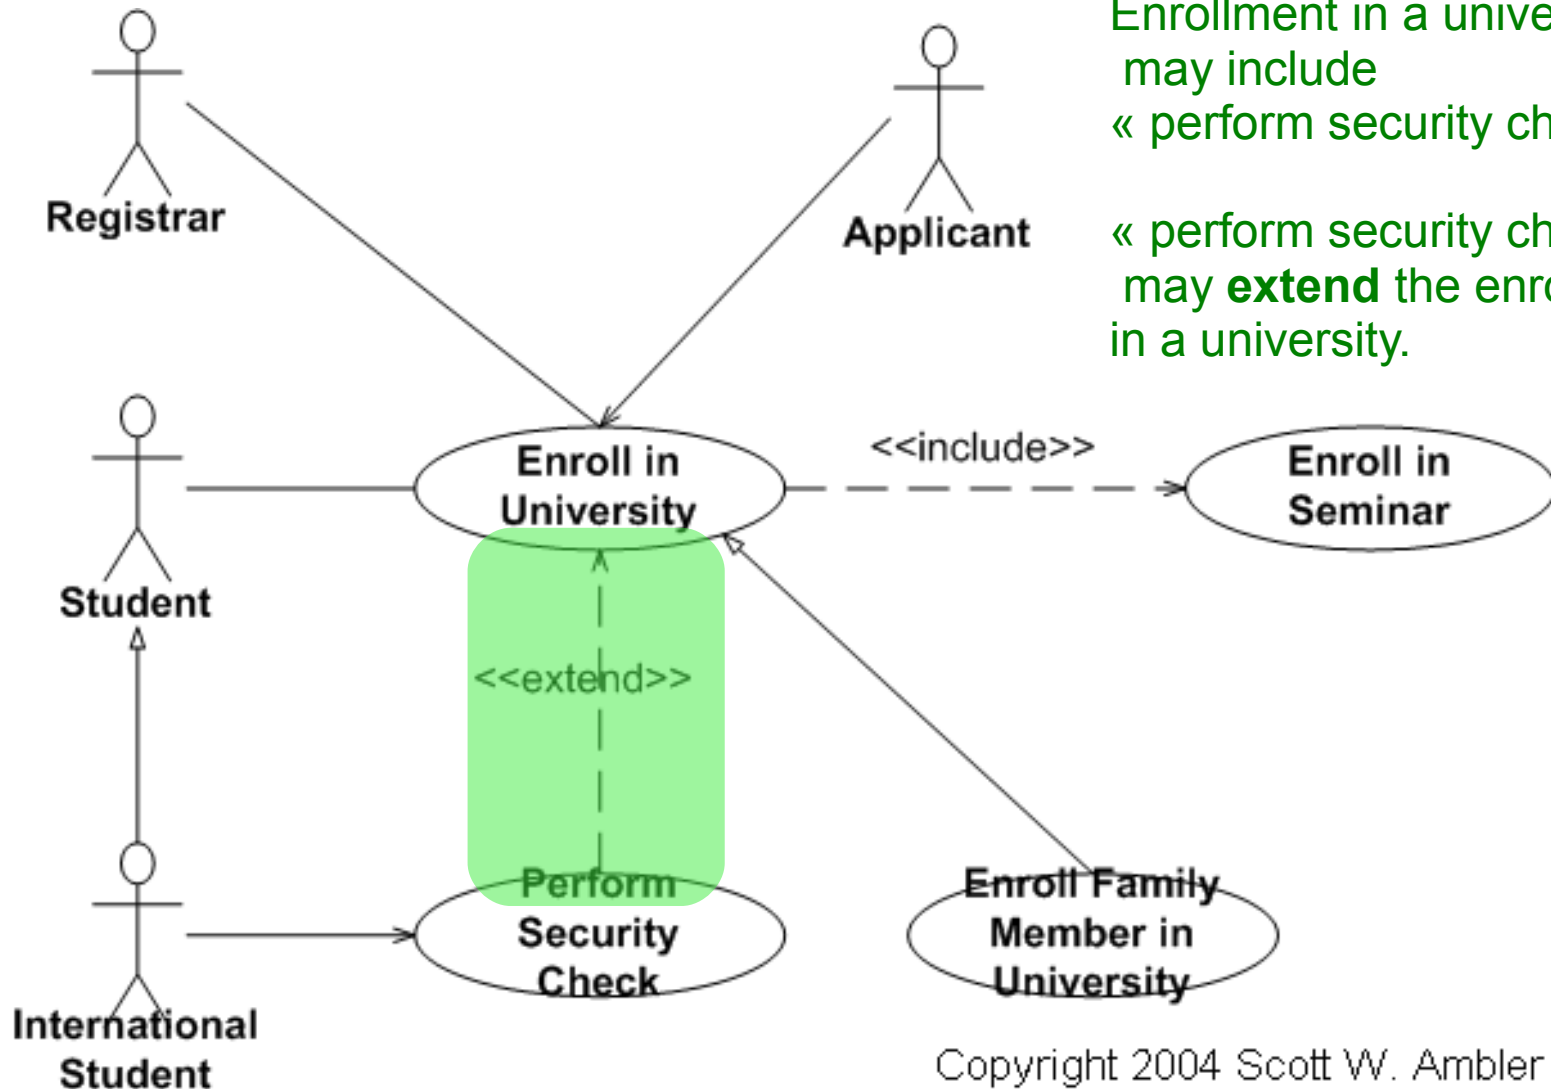 Enrollment in a unive
may include
« perform security ch
« perform security ch
may extend the enro
in a university.
Registrar
Applicant
Student
Enroll in
University
<<include>>
Enroll in
Seminar
<<extend>>
International
Student
Perform
Security
Check
Enroll Family
Member in
University
Copyright 2004 Scott W. Ambler